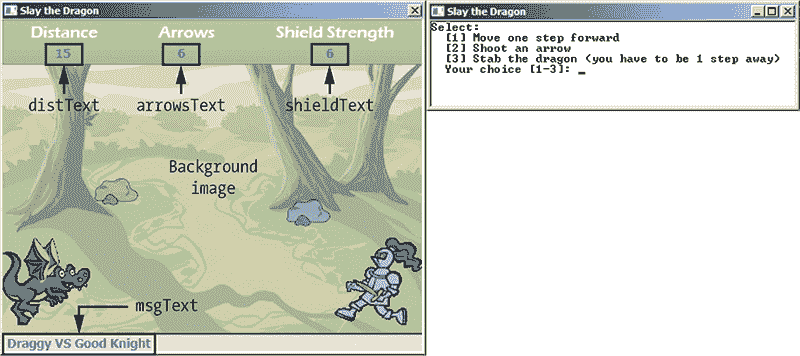 Slay the Dragon
Distance Arrows Shield Strength
15 6 6
distText arrowsText shieldText
Background
image
msgText
Draggy VS Good Knight
Slay the Dragon
Select:
[1] Move one step forward
[2] Shoot an arrow
[3] Stab the dragon (you have to be 1 step away)
Your choice [1-3]: _